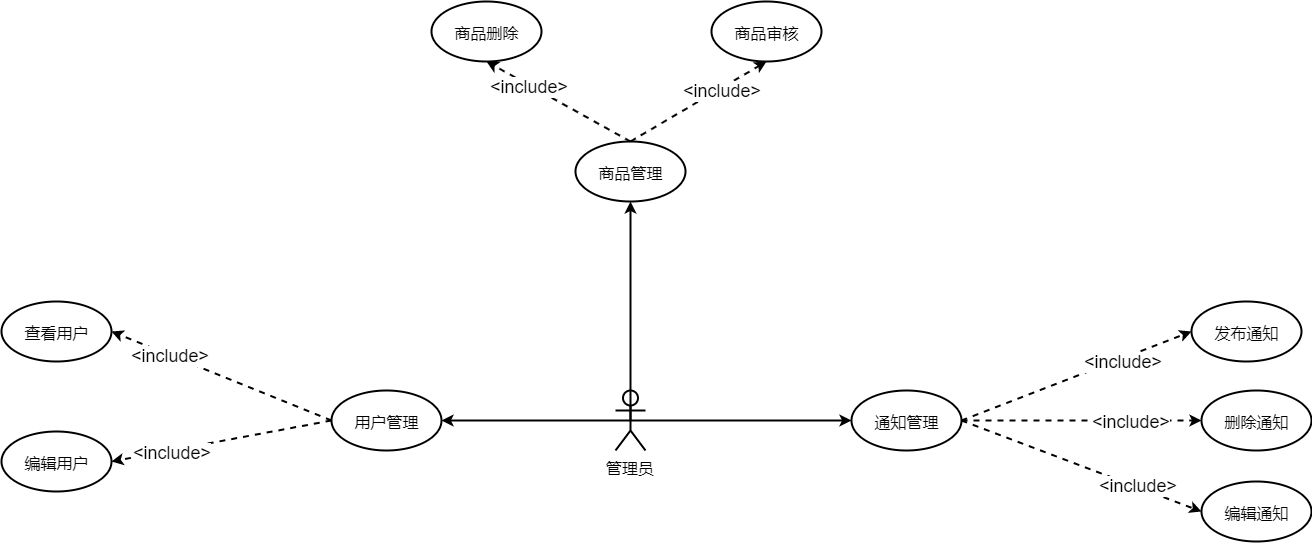 商品删除
商品审核
<include>
<include>
商品管理
查看用户
发布通知
<include>
<include>
用户管理
通知管理
<include>
删除通知
<include>
编辑用户
管理员
<include>
编辑通知